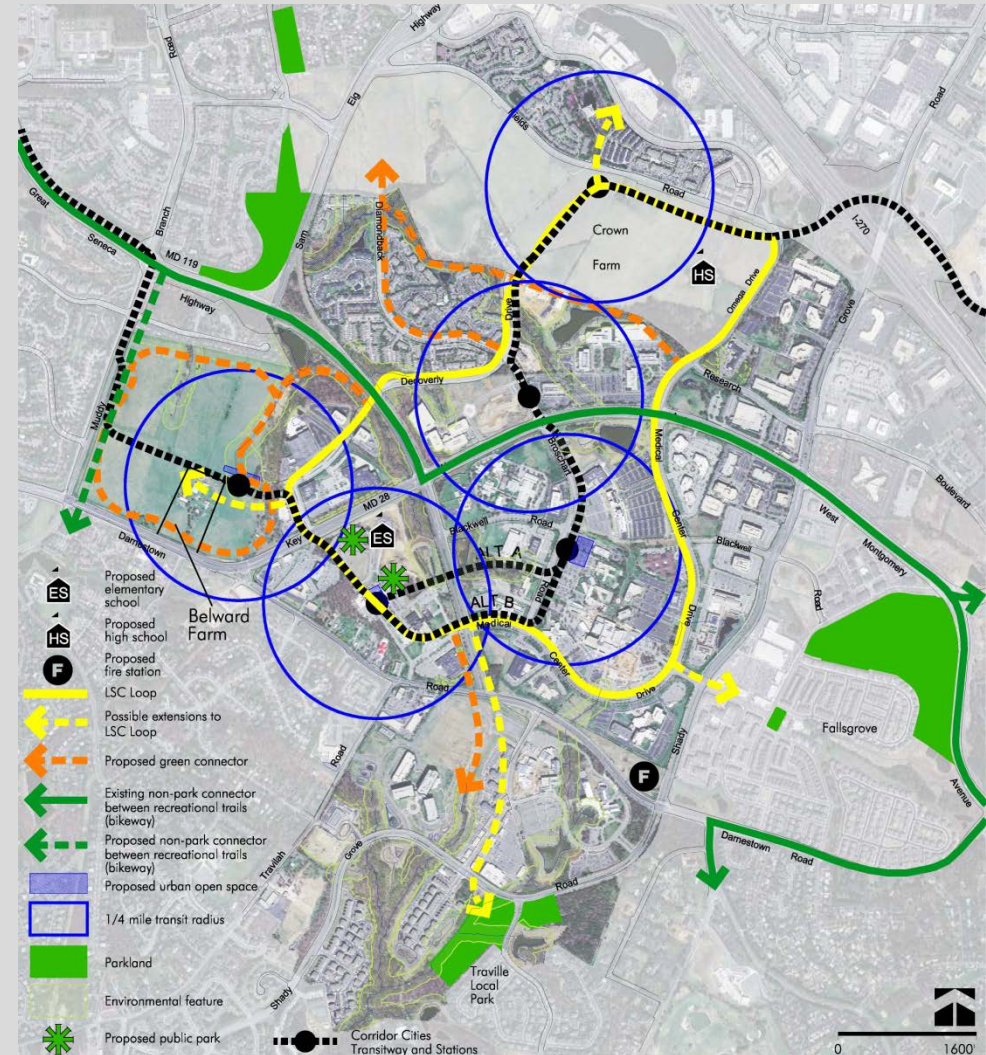 Highway
Road
Eig
Road
Fields
Road
I-270
Crown
Farm
HS
Great
Seneca
Branch
MD 119
Highway
Sam
Diamondback
Drive
Omega Drive
Grove
Decoverly
Research
Muddy
Medical
Broschart
MD 28
Key
Blackwell
Road
Boulevard
West
Montgomery
Center
Blackwell
Road
ES
ALT A
ALT B
Road
Medical
Center
Drive
Drive
Darnestown
Belward
Farm
Road
Shady
Fallsgrove
Avenue
F
Road
Grove
Travilah
Road
Darnestown
Road
Traville
Local
Park
Shady
ES
Proposed
elementary
school
HS
Proposed
high school
F
Proposed
fire station
LSC Loop
Possible extensions to
LSC Loop
Proposed green connector
Existing non-park connector
between recreational trails
(bikeway)
Proposed non-park connector
between recreational trails
(bikeway)
Proposed urban open space
1/4 mile transit radius
Parkland
Environmental feature
Proposed public park
Corridor Cities
Transitway and Stations
0 1600'